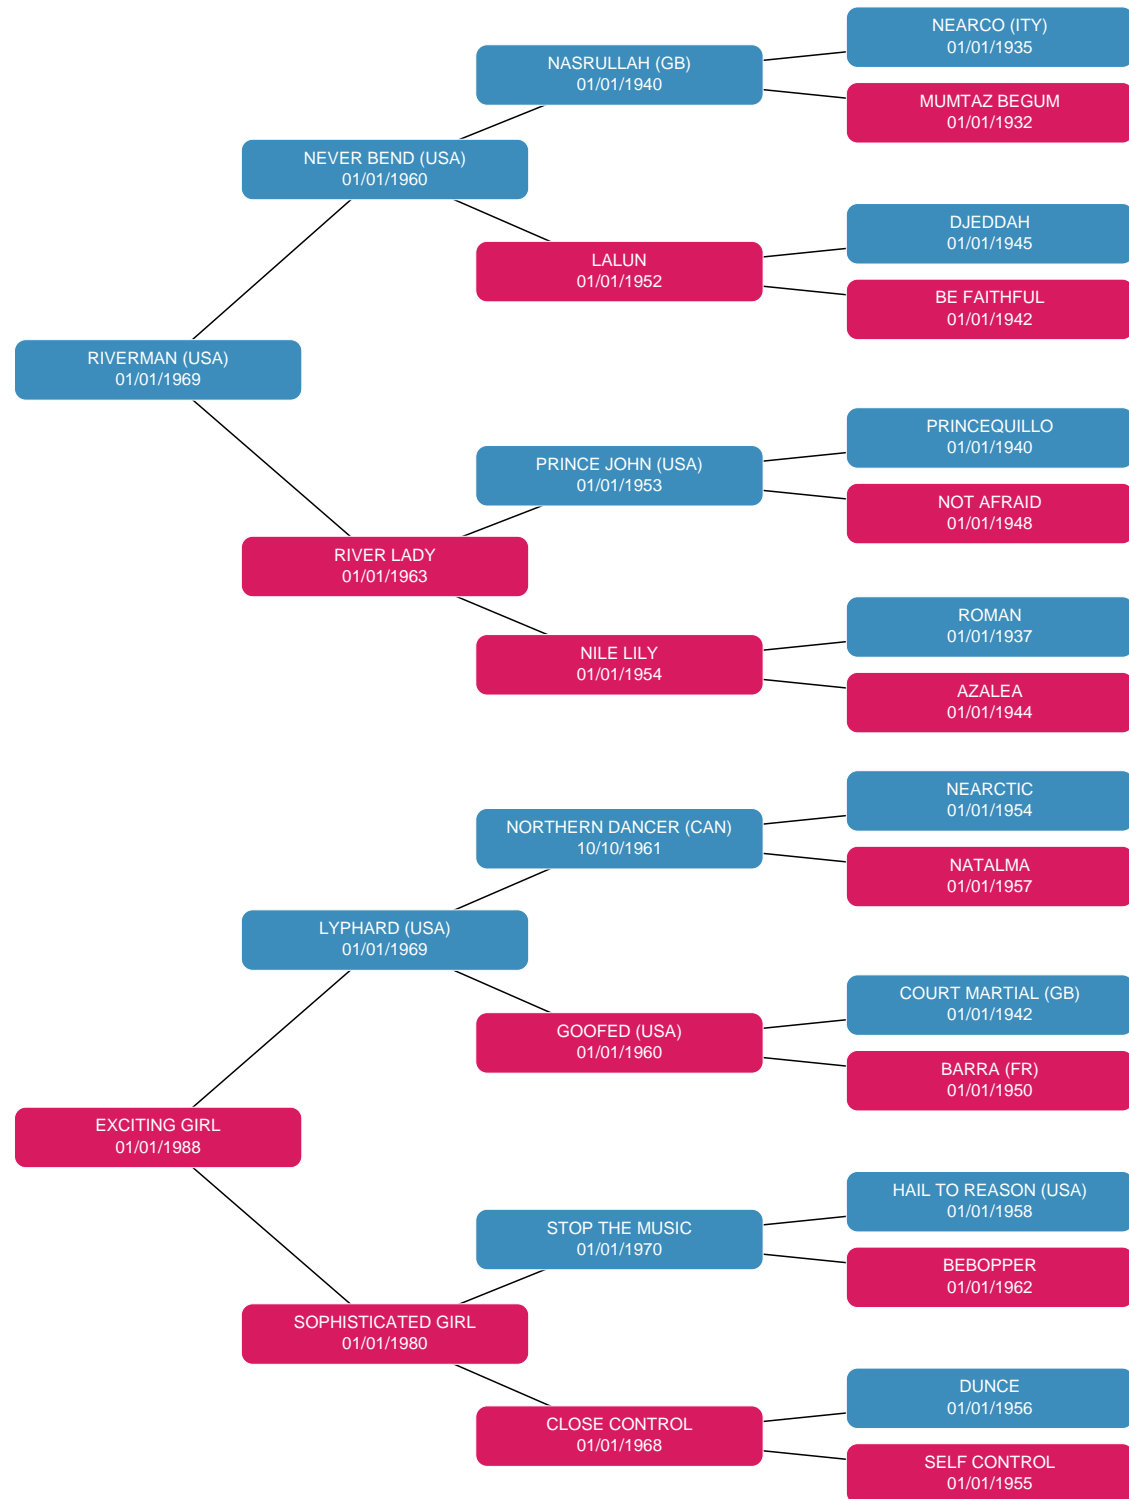 NEARCO (ITY)
01/01/1935
NASRULLAH (GB)
01/01/1940
MUMTAZ BEGUM
01/01/1932
NEVER BEND (USA)
01/01/1960
DJEDDAH
01/01/1945
LALUN
01/01/1952
BE FAITHFUL
01/01/1942
RIVERMAN (USA)
01/01/1969
PRINCEQUILLO
01/01/1940
PRINCE JOHN (USA)
01/01/1953
NOT AFRAID
01/01/1948
RIVER LADY
01/01/1963
ROMAN
01/01/1937
NILE LILY
01/01/1954
AZALEA
01/01/1944
NEARCTIC
01/01/1954
NORTHERN DANCER (CAN)
10/10/1961
NATALMA
01/01/1957
LYPHARD (USA)
01/01/1969
COURT MARTIAL (GB)
01/01/1942
GOOFED (USA)
01/01/1960
BARRA (FR)
01/01/1950
EXCITING GIRL
01/01/1988
HAIL TO REASON (USA)
01/01/1958
STOP THE MUSIC
01/01/1970
BEBOPPER
01/01/1962
SOPHISTICATED GIRL
01/01/1980
DUNCE
01/01/1956
CLOSE CONTROL
01/01/1968
SELF CONTROL
01/01/1955